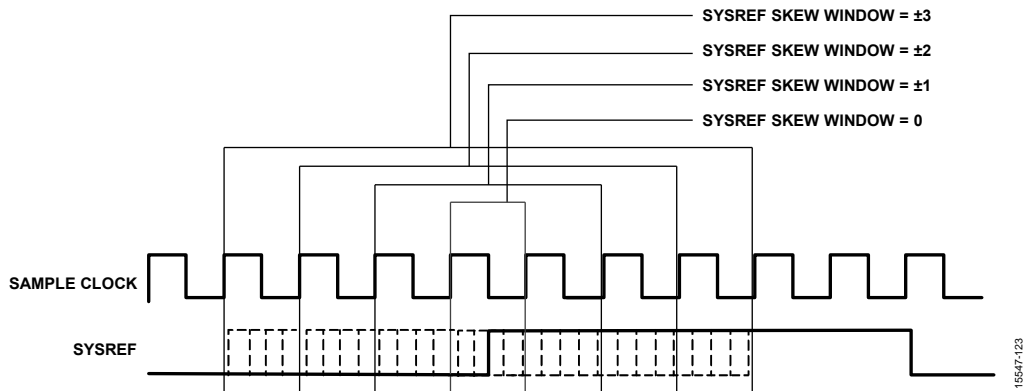 SYSREF SKEW WINDOW = ±3
SYSREF SKEW WINDOW = ±2
SYSREF SKEW WINDOW = ±1
SYSREF SKEW WINDOW = 0
SAMPLE CLOCK
SYSREF
15547-123